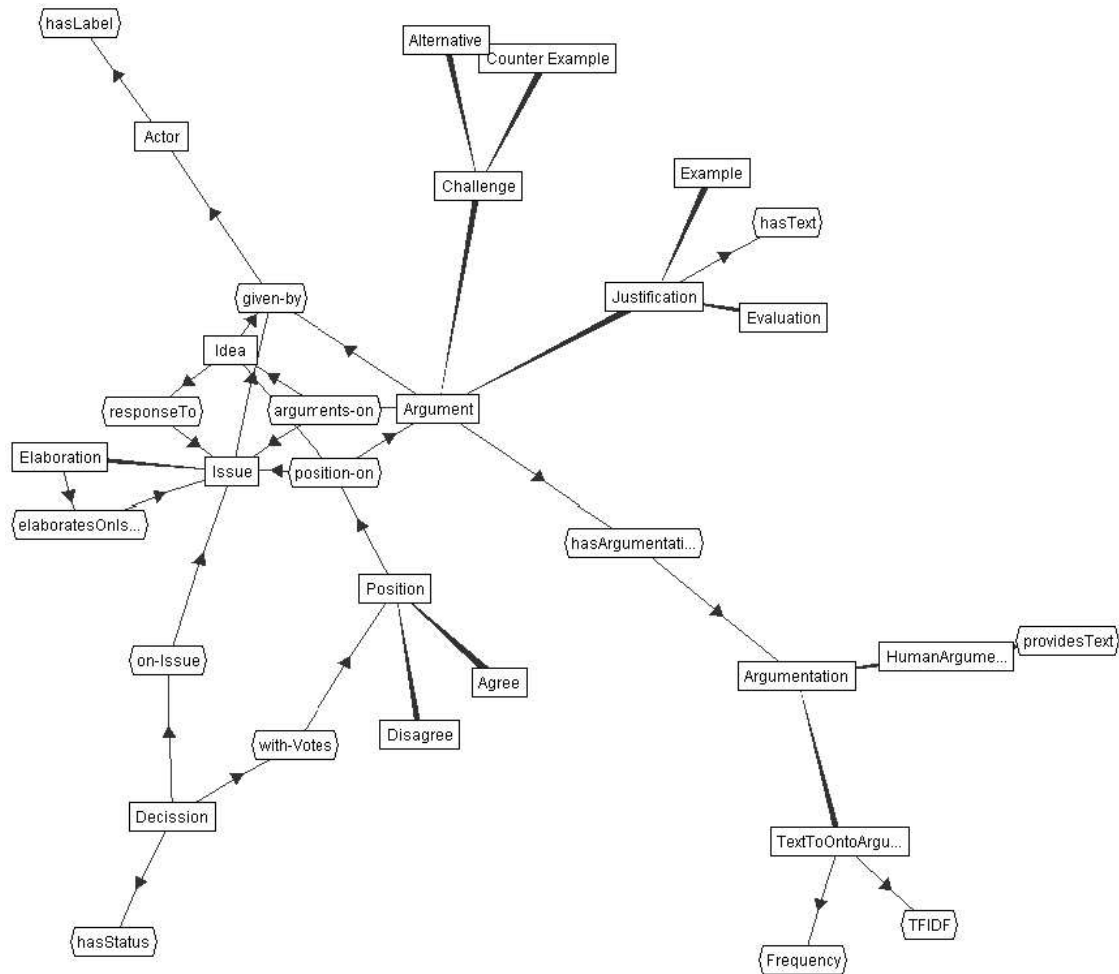 hasLabel
Alternative
Counter Example
Actor
Challenge
Example
hasText
given-by
Justification
Evaluation
Idea
responseTo
arguments-on
Argument
Elaboration
Issue
position-on
elaboratesOnIs...
hasArgumentati...
Position
on-Issue
Agree
HumanArgume...
providesText
Argumentation
Disagree
with-Votes
Decission
TextToOntoArgu...
TFIDF
hasStatus
Frequency